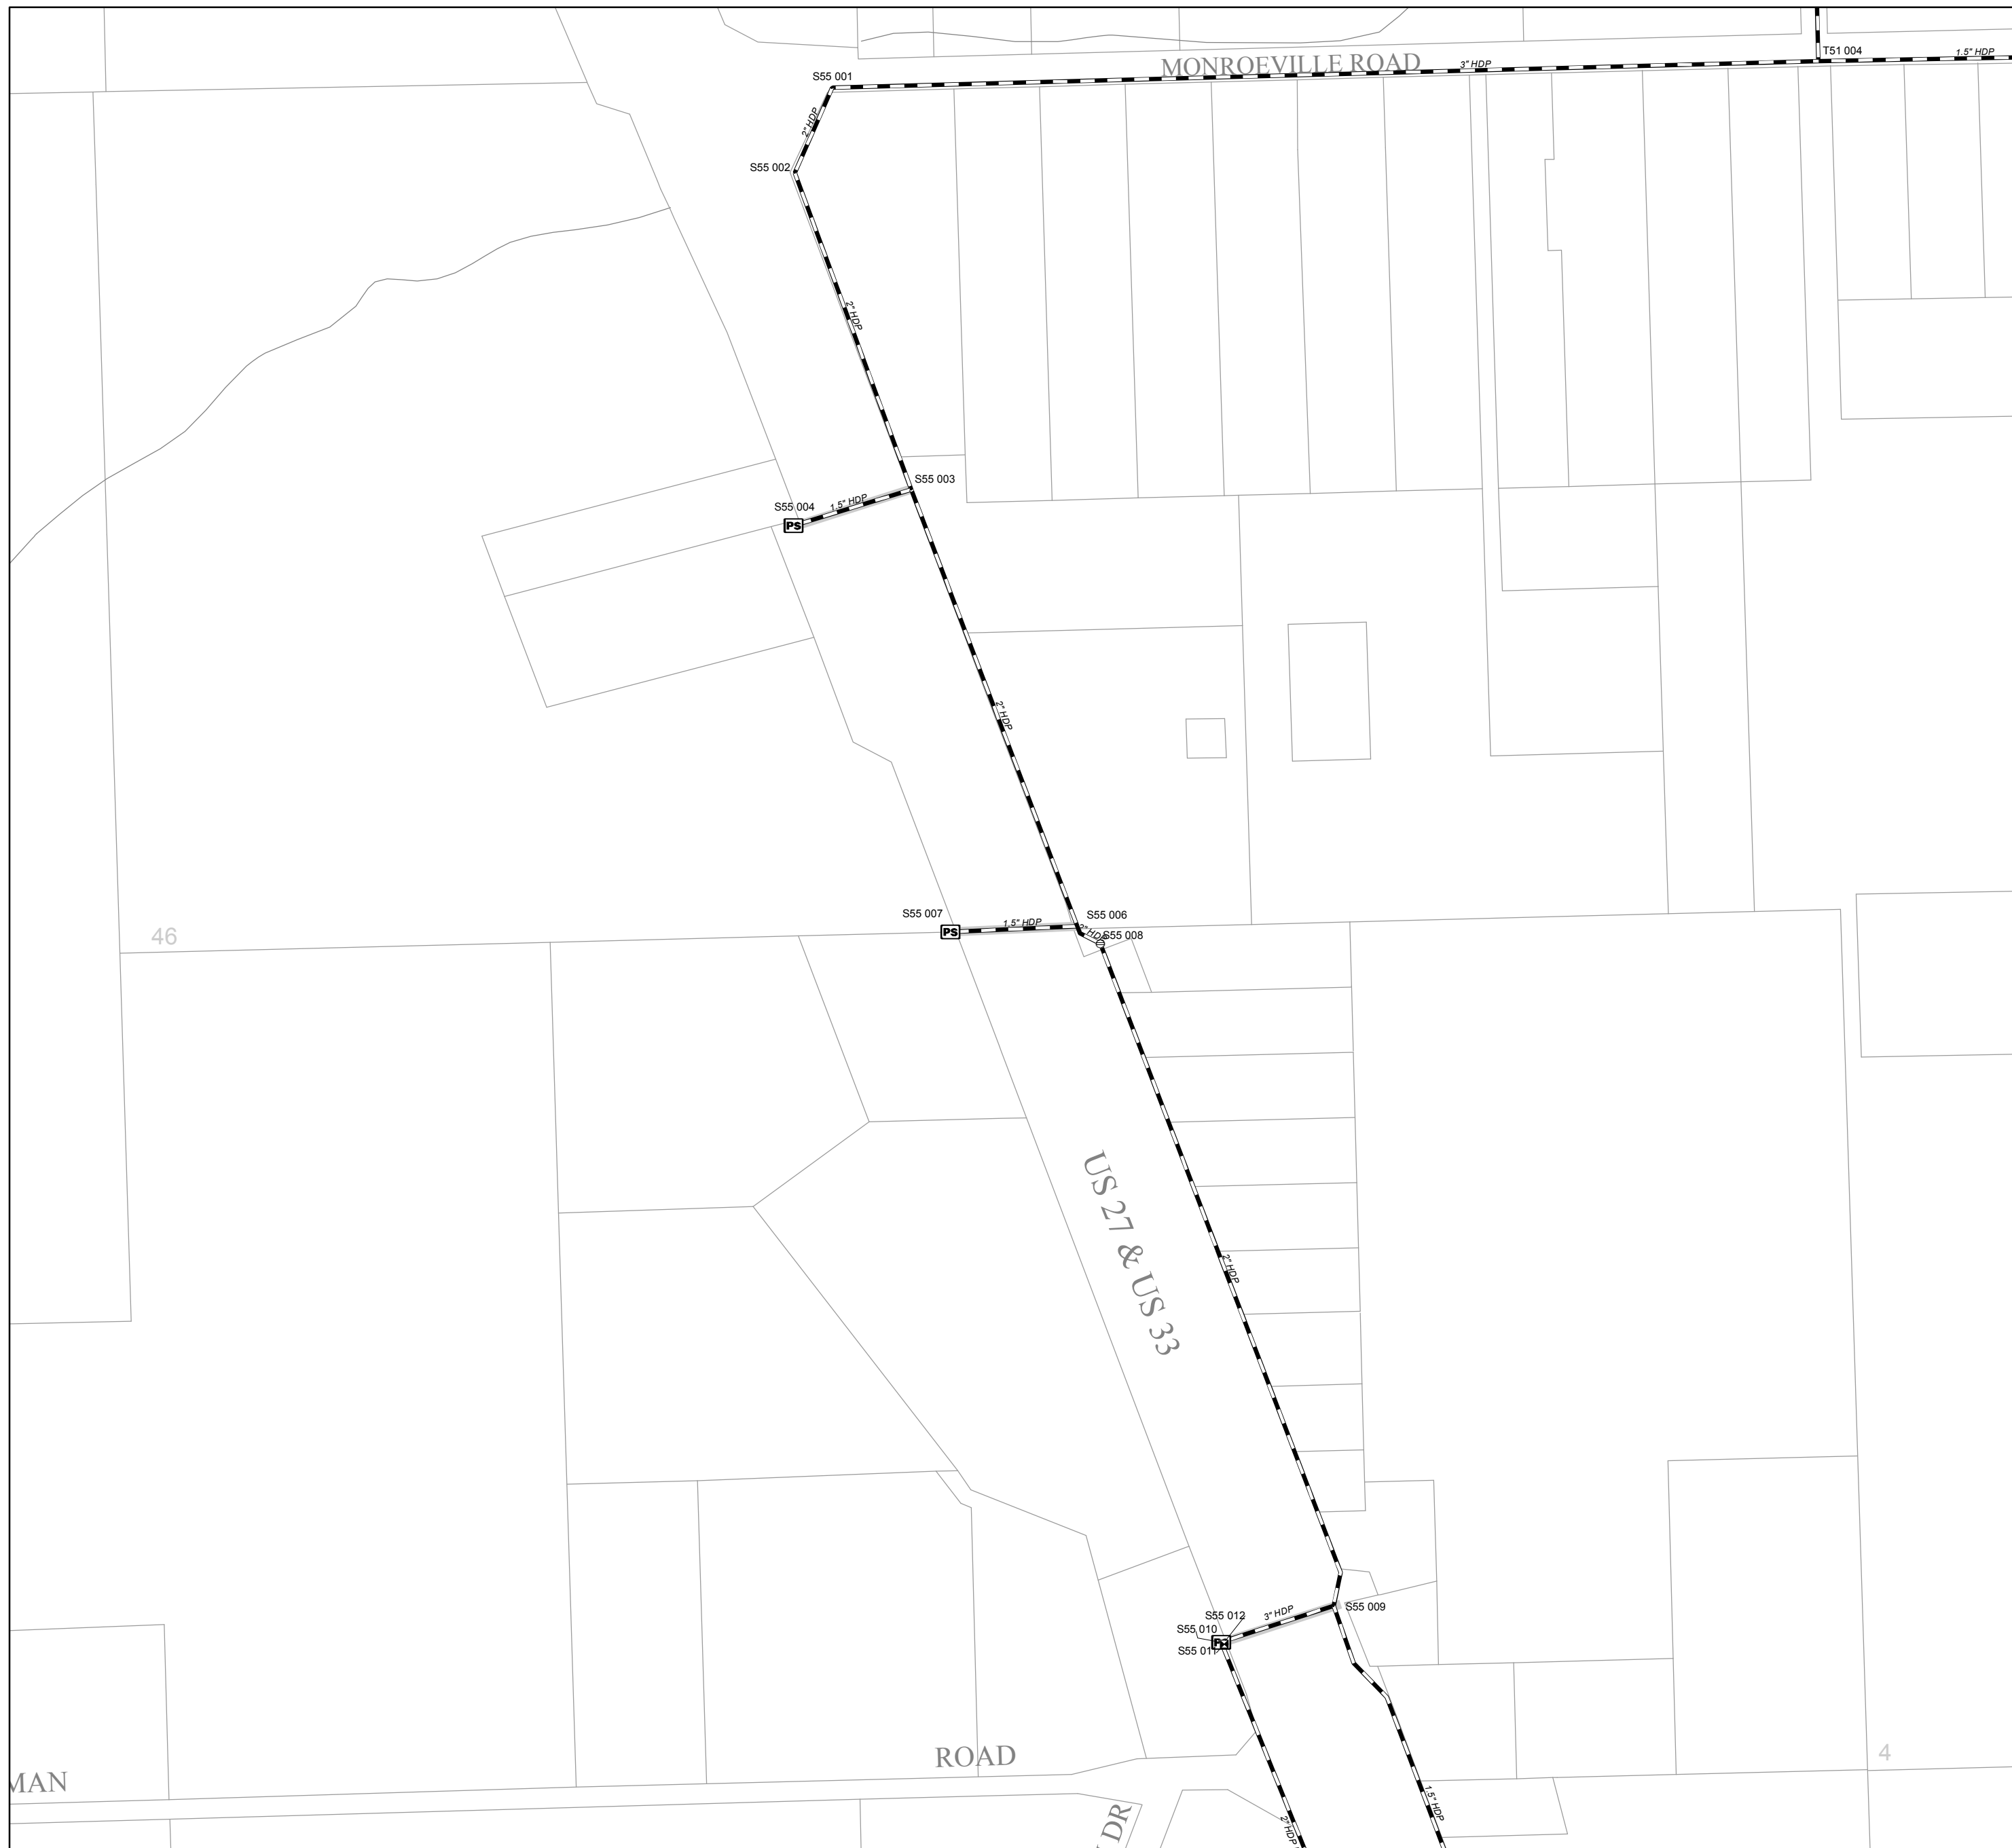 T51 004
1.5" HDP
MONROEVILLE ROAD
3" HDP
S55 001
2" HDP
S55 002
2" HDP
S55 003
1.5" HDP
S55 004
PS
2" HDP
S55 007
1.5" HDP
S55 006
PS
2" HDP
S55 008
46
US 27 & US 33
2" HDP
S55 009
3" HDP
S55 012
S55 010
S55 011
ROAD
4
MAN
1.5" HDP
2" HDP
DR